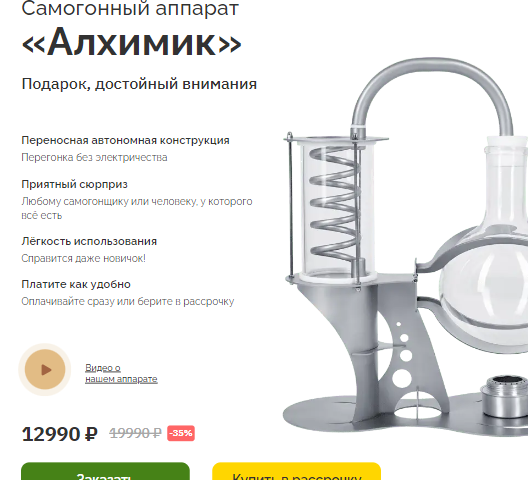 Самогонный аппарат
«Алхимик»
Подарок, достойный внимания
Переносная автономная конструкция
Перегонка без электричества
Приятный сюрприз
Любому самогонщику или человеку, у которого
всё есть
Лёгкость использования
Справится даже новичок!
Платите как удобно
Оплачивайте сразу или берите в рассрочку
Видео о
нашем аппарате
12990 ₽ 19990 ₽ -35%
Заказать Купить в рассрочку